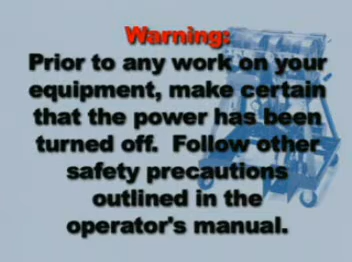 Warning:
Prior to any work on your
equipment, make certain
that the power has been
turned off.  Follow other
safety precautions
outlined in the
operator's manual.